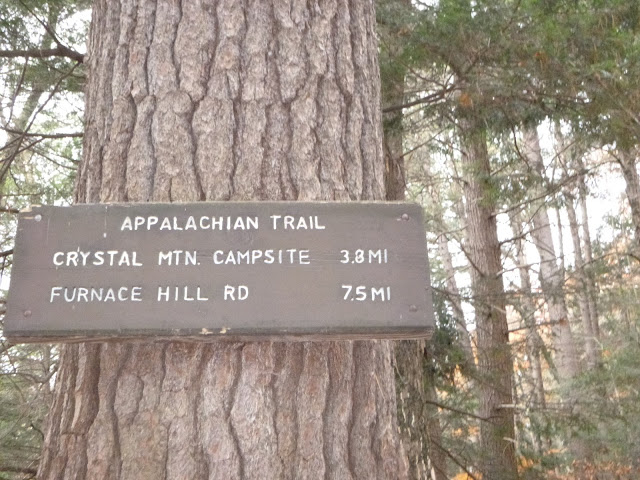 APPALACHIAN TRAIL
CRYSTAL MTN. CAMPSITE 3.8 MI
FURNACE HILL RD 7.5 MI